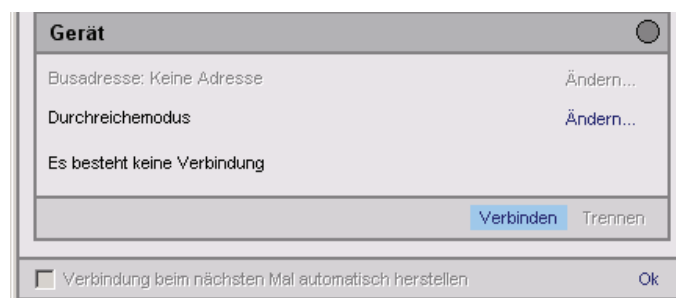 Gerät
Busadresse: Keine Adresse Ändern...
Durchreichemodus Ändern...
Es besteht keine Verbindung
Verbinden Trennen
Verbindung beim nächsten Mal automatisch herstellen Ok